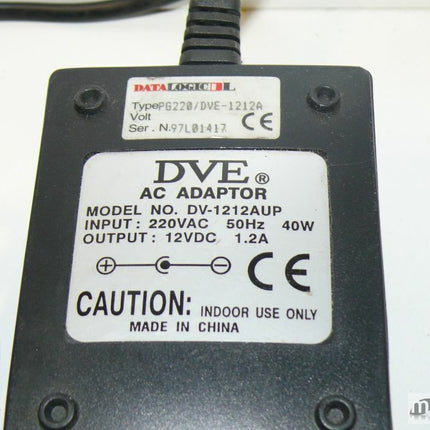 DATALOGIC DL
Type PG220/DVE-1212A
Volt
Ser. N. 97L01417 CE
DVE®
AC ADAPTOR
MODEL NO. DV-1212AUP
INPUT : 220VAC 50Hz 40W
OUTPUT : 12VDC 1.2A
CE
CAUTION: INDOOR USE ONLY
MADE IN CHINA